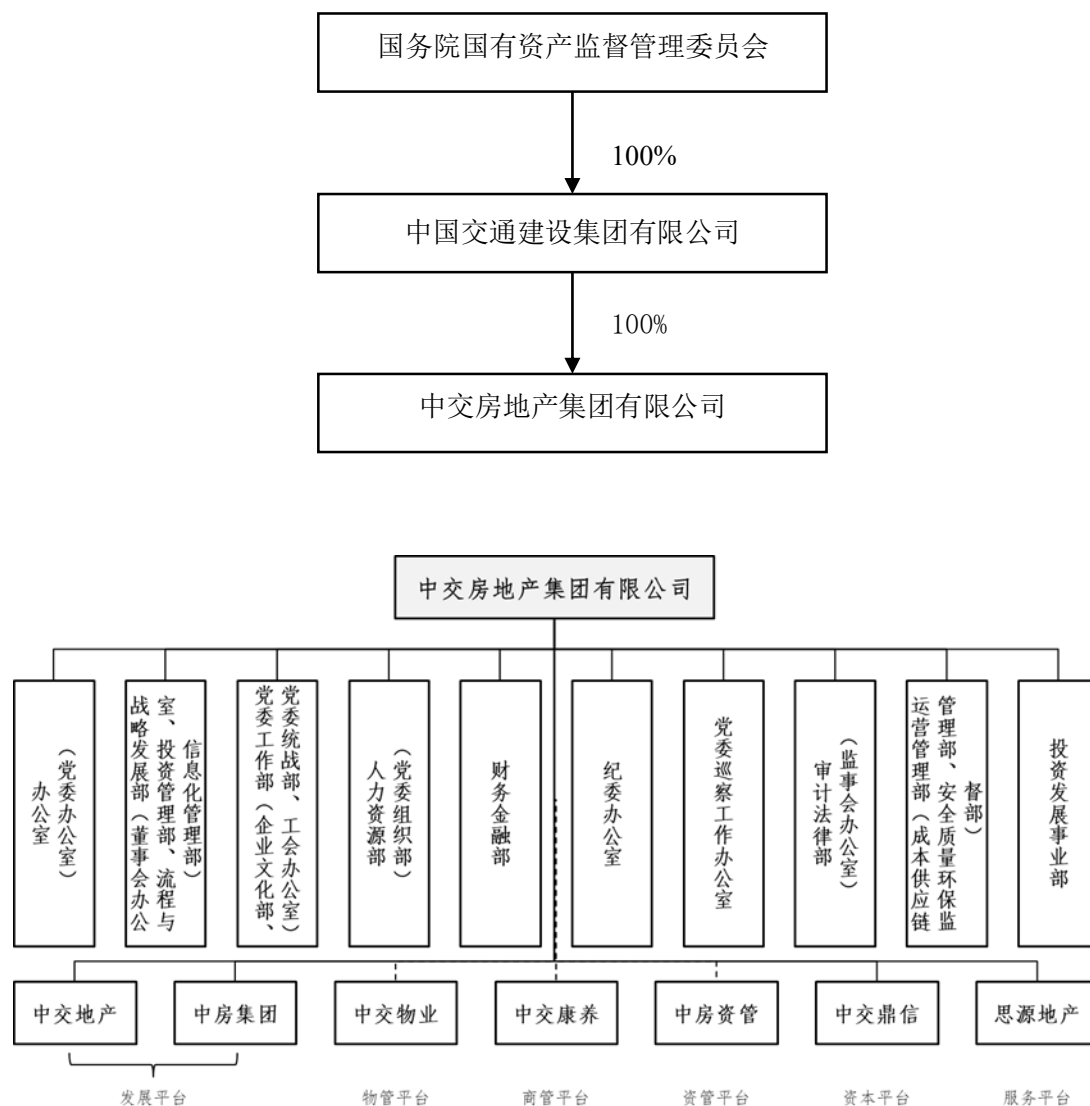 国务院国有资产监督管理委员会
100%
中国交通建设集团有限公司
100%
中交房地产集团有限公司
中交房地产集团有限公司
办公室
（党委办公室）
战略发展部（董事会办公
室、投资管理部、流程与
信息化管理部）
党委工作部（企业文化部、
党委统战部、工会办公室）
人力资源部
（党委组织部）
财务金融部
纪委办公室
党委巡察工作办公室
审计法律部
（监事会办公室）
运营管理部（成本供应链
管理部、安全质量环保监
督部）
投资发展事业部
中交地产
中房集团
中交物业
中交康养
中房资管
中交鼎信
思源地产
发展平台
物管平台
商管平台
资管平台
资本平台
服务平台